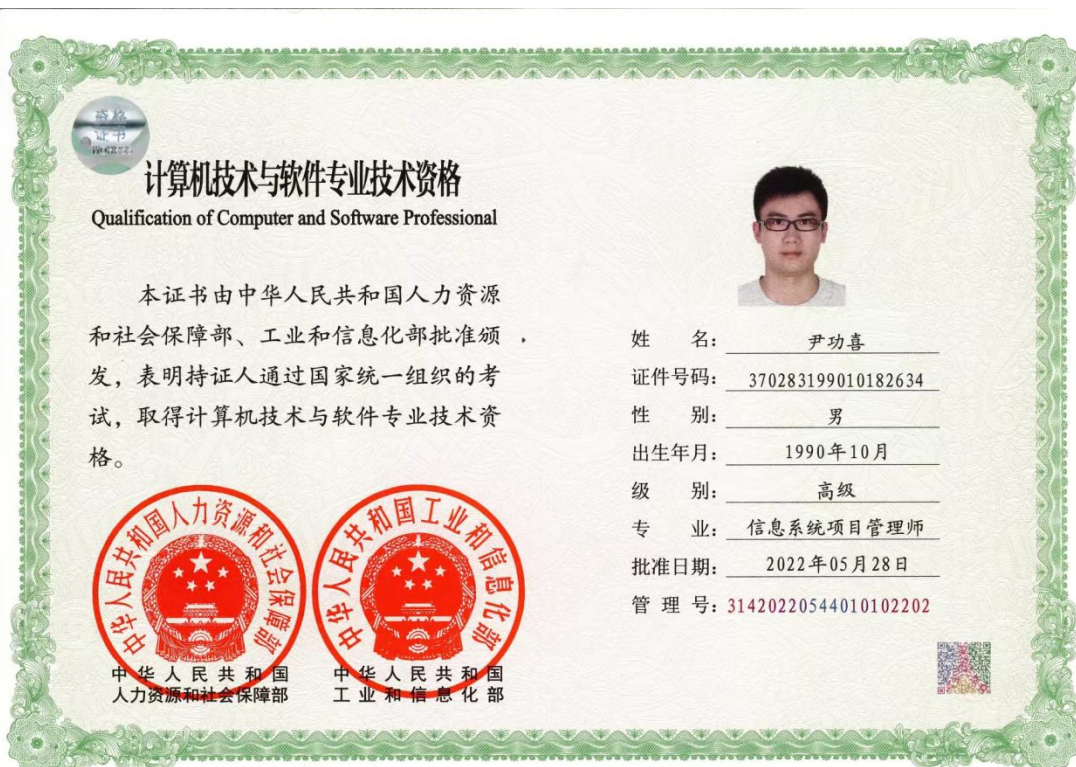 资格
证书
计算机技术与软件专业技术资格
Qualification of Computer and Software Professional
本证书由中华人民共和国人力资源
和社会保障部、工业和信息化部批准颁
发，表明持证人通过国家统一组织的考
试，取得计算机技术与软件专业技术资
格。
中华人民共和国人力资源和社会保障部
中华人民共和国工业和信息化部
中华人民共和国
人力资源和社会保障部
中华人民共和国
工业和信息化部
姓 名：尹功喜
证件号码：370283199010182634
性 别：男
出生年月：1990年10月
级 别：高级
专 业：信息系统项目管理师
批准日期：2022年05月28日
管 理 号：31420220544010102202